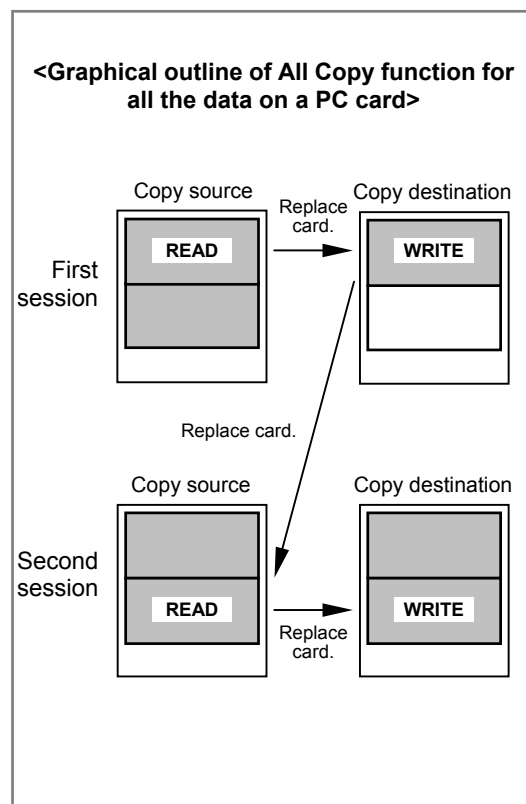 <Graphical outline of All Copy function for
all the data on a PC card>
Copy source
Replace
card.
Copy destination
First
session
READ
WRITE
Replace card.
Copy source
Copy destination
Second
session
READ
WRITE
Replace
card.